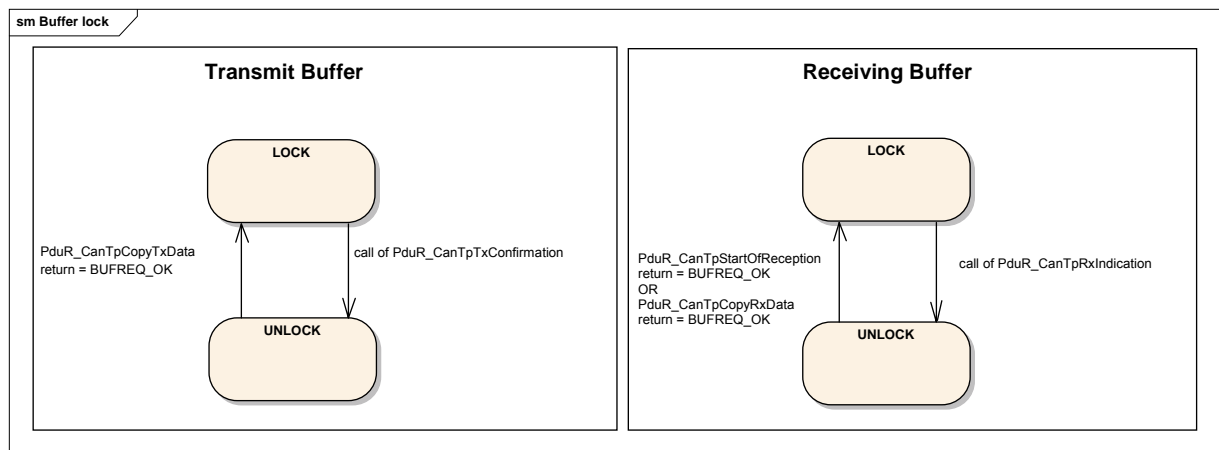 sm Buffer lock
Transmit Buffer
LOCK
PduR_CanTpCopyTxData
return = BUFREQ_OK
call of PduR_CanTpTxConfirmation
UNLOCK
Receiving Buffer
LOCK
PduR_CanTpStartOfReception
return = BUFREQ_OK
OR
PduR_CanTpCopyRxData
return = BUFREQ_OK
call of PduR_CanTpRxIndication
UNLOCK